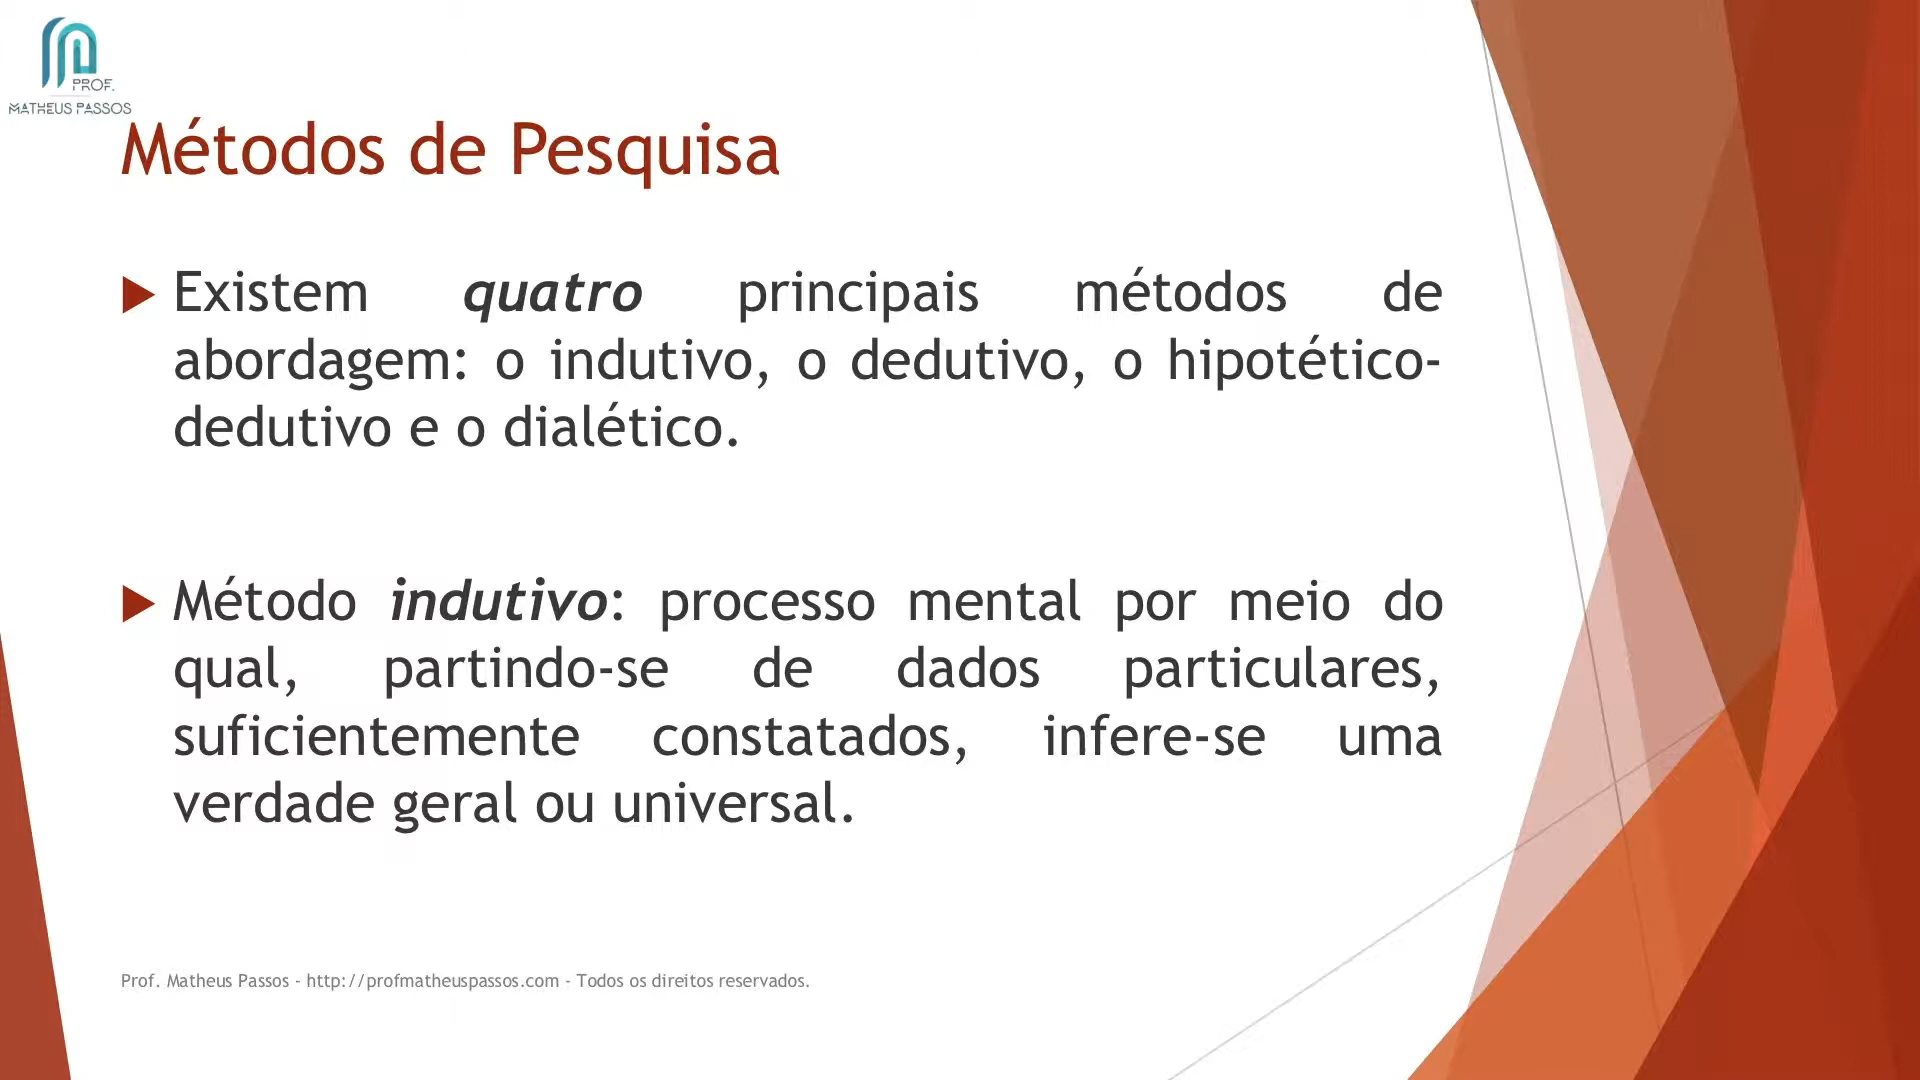 PROF.
MATHEUS PASSOS
Métodos de Pesquisa
Existem quatro principais métodos de
abordagem: o indutivo, o dedutivo, o hipotético-
dedutivo e o dialético.
Método indutivo: processo mental por meio do
qual, partindo-se de dados particulares,
suficientemente constatados, infere-se uma
verdade geral ou universal.
Prof. Matheus Passos - http://profmatheuspassos.com - Todos os direitos reservados.